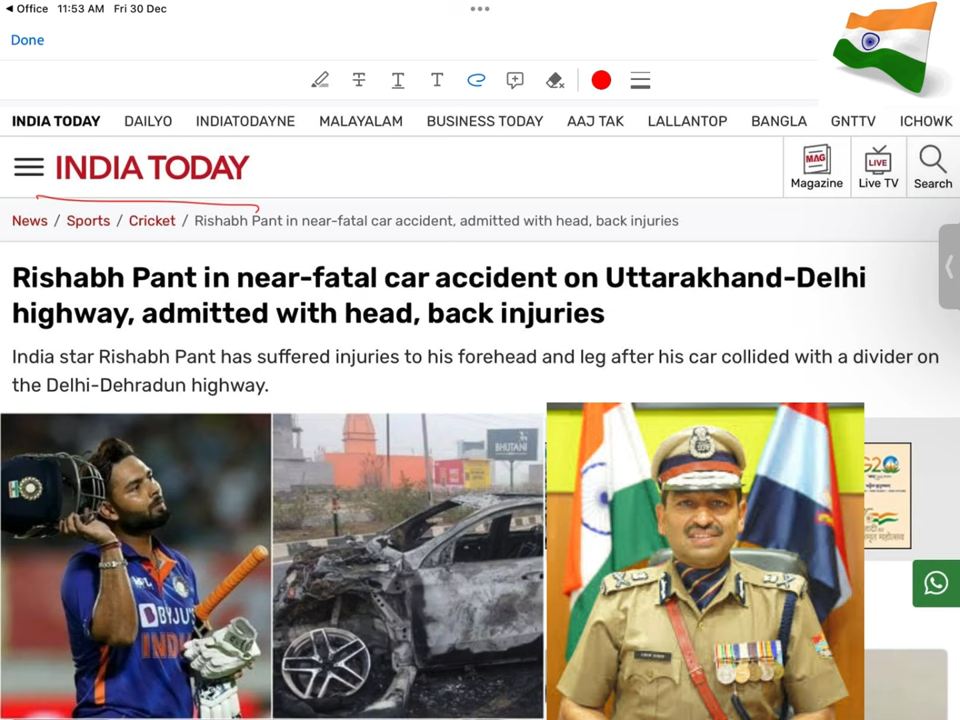 Office 11:53 AM Fri 30 Dec
Done
INDIA TODAY DAILYO INDIATODAYNE MALAYALAM BUSINESS TODAY AAJ TAK LALLANTOP BANGLA GNTTV ICHOWK
INDIA TODAY
MAG
Magazine
LIVE
Live TV
Search
News / Sports / Cricket / Rishabh Pant in near-fatal car accident, admitted with head, back injuries
Rishabh Pant in near-fatal car accident on Uttarakhand-Delhi
highway, admitted with head, back injuries
India star Rishabh Pant has suffered injuries to his forehead and leg after his car collided with a divider on
the Delhi-Dehradun highway.
BHUTANI
BYJU'S
G20